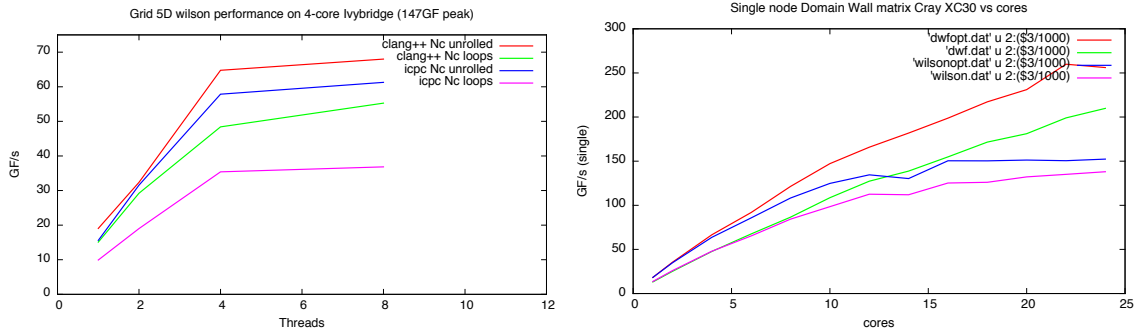 Grid 5D wilson performance on 4-core Ivybridge (147GF peak)
clang++ Nc unrolled
clang++ Nc loops
icpc Nc unrolled
icpc Nc loops
70
60
50
40
30
20
10
0
GF/s
0 2 4 6 8 10 12
Threads
Single node Domain Wall matrix Cray XC30 vs cores
'dwfopt.dat' u 2:($3/1000)
'dwf.dat' u 2:($3/1000)
'wilsonopt.dat' u 2:($3/1000)
'wilson.dat' u 2:($3/1000)
300
250
200
150
100
50
0
GF/s (single)
0 5 10 15 20 25
cores